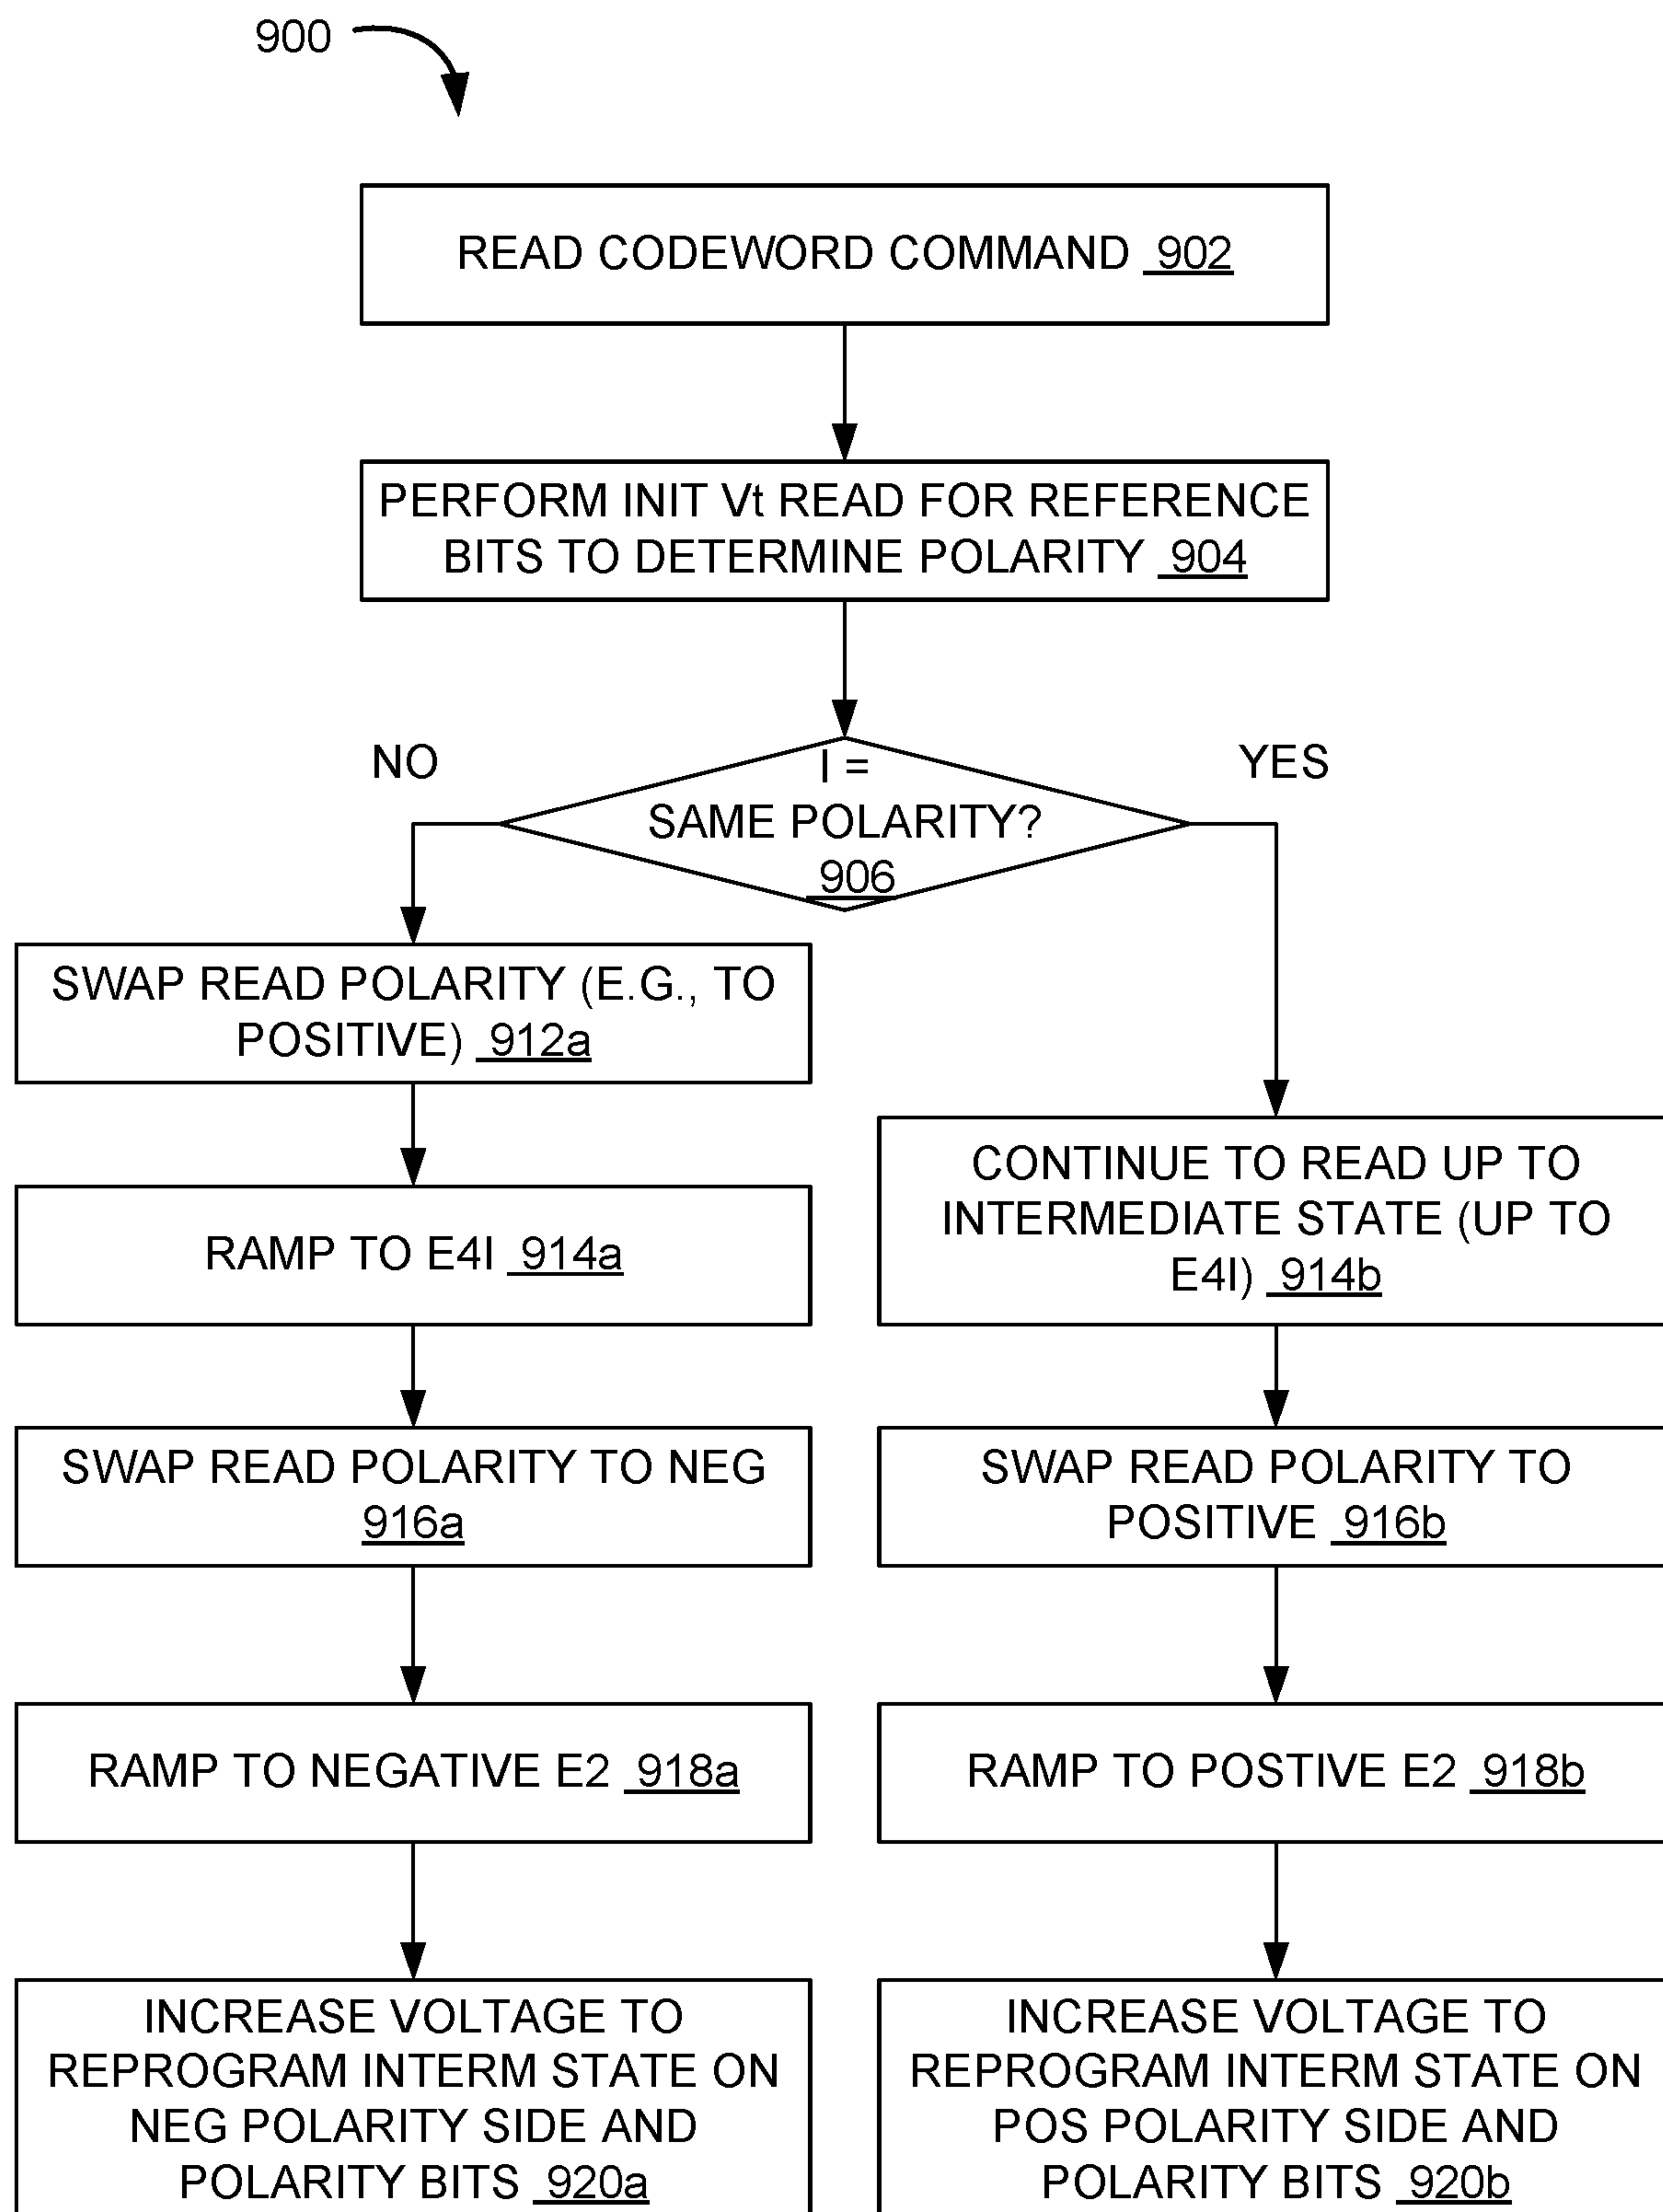 900
READ CODEWORD COMMAND 902
PERFORM INIT Vt READ FOR REFERENCE
BITS TO DETERMINE POLARITY 904
NO
YES
I =
SAME POLARITY?
906
SWAP READ POLARITY (E.G., TO
POSITIVE) 912a
RAMP TO E4I 914a
CONTINUE TO READ UP TO
INTERMEDIATE STATE (UP TO
E4I) 914b
SWAP READ POLARITY TO NEG
916a
SWAP READ POLARITY TO
POSITIVE 916b
RAMP TO NEGATIVE E2 918a
RAMP TO POSTIVE E2 918b
INCREASE VOLTAGE TO
REPROGRAM INTERM STATE ON
NEG POLARITY SIDE AND
POLARITY BITS 920a
INCREASE VOLTAGE TO
REPROGRAM INTERM STATE ON
POS POLARITY SIDE AND
POLARITY BITS 920b